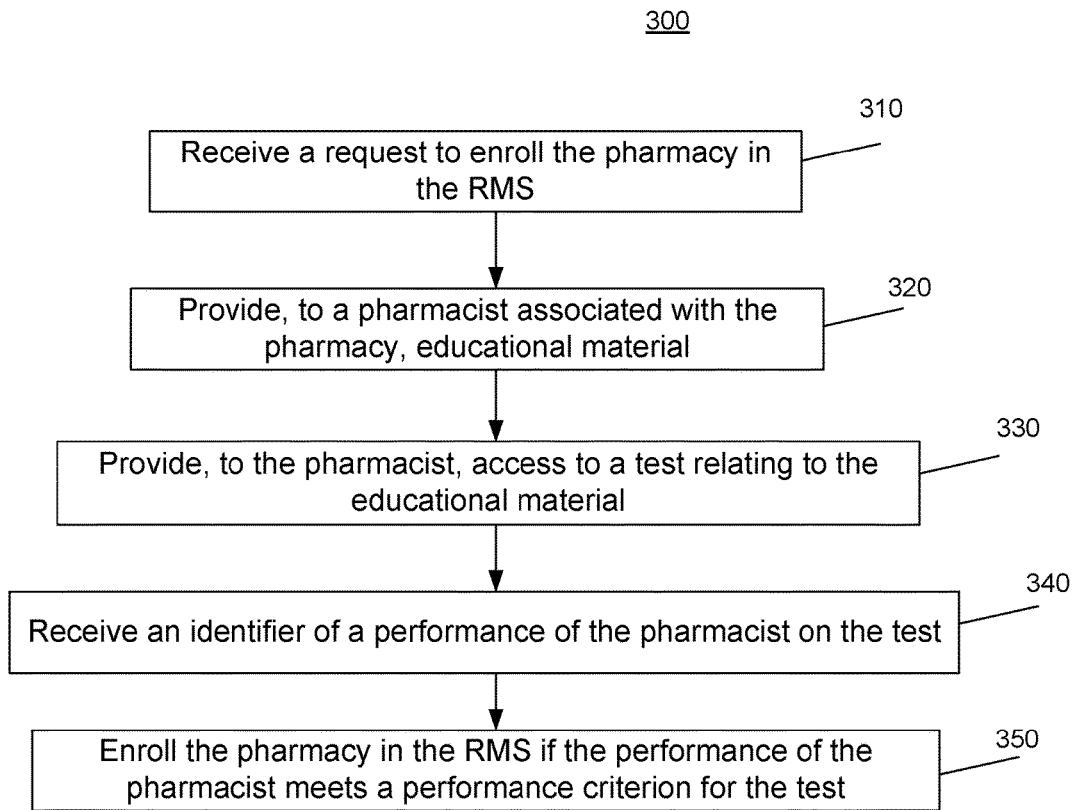 300
310
Receive a request to enroll the pharmacy in
the RMS
320
Provide, to a pharmacist associated with the
pharmacy, educational material
330
Provide, to the pharmacist, access to a test relating to the
educational material
340
Receive an identifier of a performance of the pharmacist on the test
350
Enroll the pharmacy in the RMS if the performance of the
pharmacist meets a performance criterion for the test